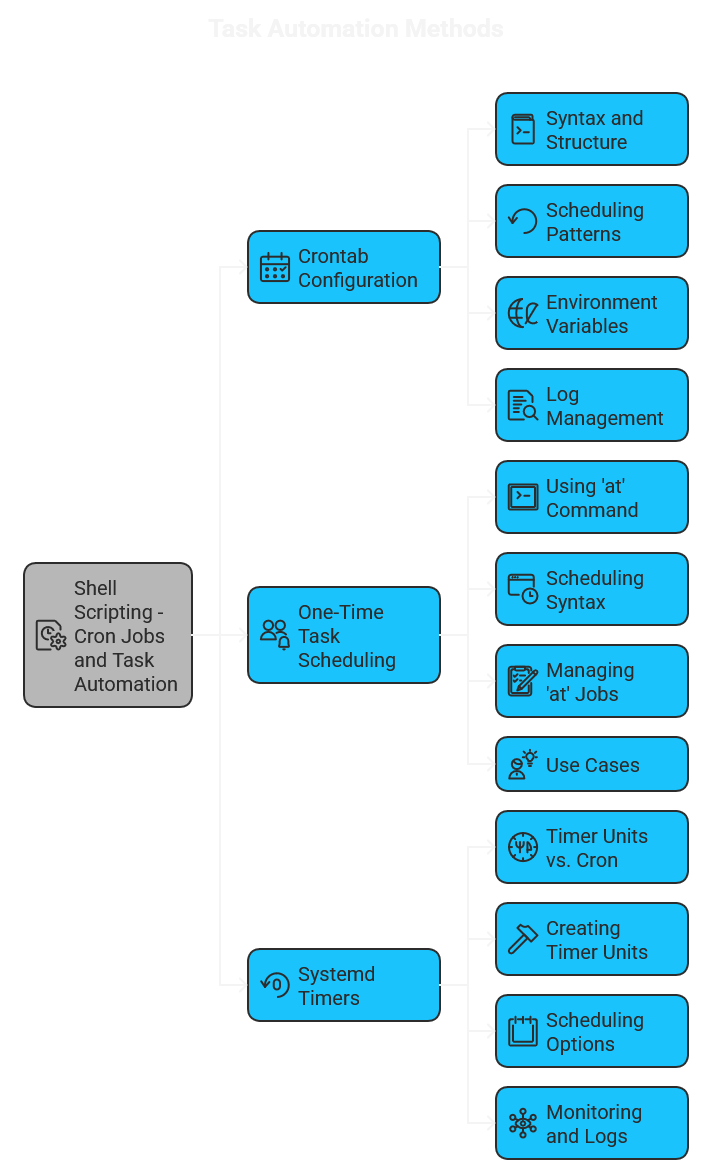 Task Automation Methods
Syntax and
Structure
Scheduling
Patterns
Crontab
Configuration
Environment
Variables
Log
Management
Using 'at'
Command
Scheduling
Syntax
Shell
Scripting -
Cron Jobs
and Task
Automation
One-Time
Task
Scheduling
Managing
'at' Jobs
Use Cases
Timer Units
vs. Cron
Creating
Timer Units
Systemd
Timers
Scheduling
Options
Monitoring
and Logs